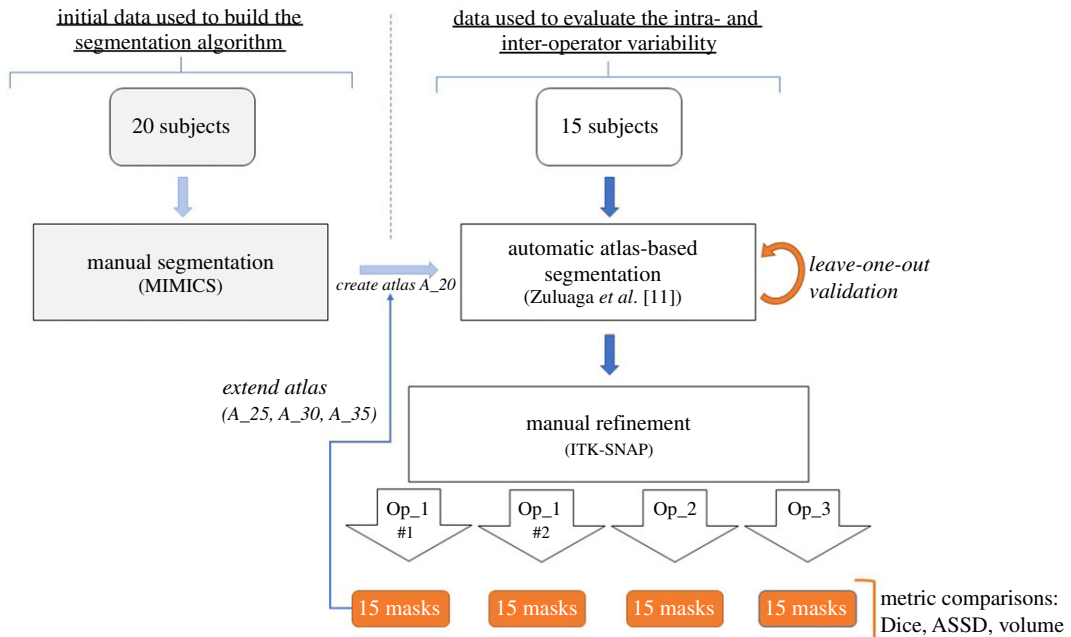 initial data used to build the
segmentation algorithm
data used to evaluate the intra- and
inter-operator variability
20 subjects
15 subjects
manual segmentation
(MIMICS)
create atlas A_20
automatic atlas-based
segmentation
(Zuluaga et al. [11])
leave-one-out
validation
extend atlas
(A_25, A_30, A_35)
manual refinement
(ITK-SNAP)
Op_1
#1
Op_1
#2
Op_2
Op_3
15 masks
15 masks
15 masks
15 masks
metric comparisons:
Dice, ASSD, volume